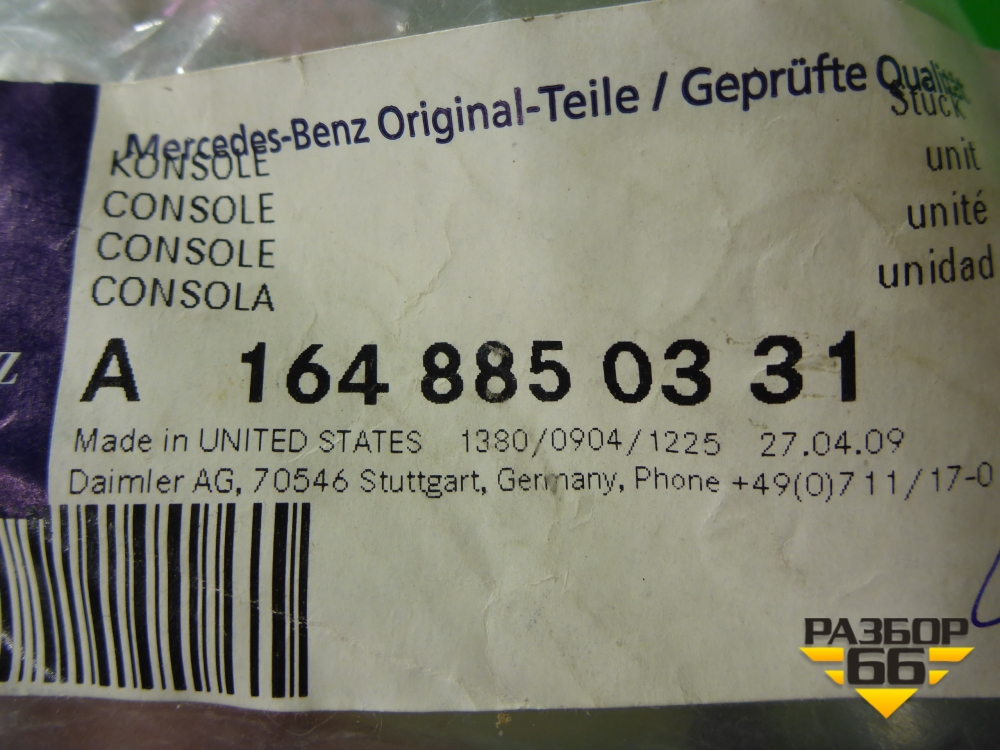 Mercedes-Benz Original-Teile / Geprüfte Qualität
KONSOLE Stück
CONSOLE unit
CONSOLE unité
CONSOLA unidad
Z
A 164 885 03 31
Made in UNITED STATES 1380/0904/1225 27.04.09
Daimler AG, 70546 Stuttgart, Germany, Phone +49(0)711/17-0
РАЗБОР
66